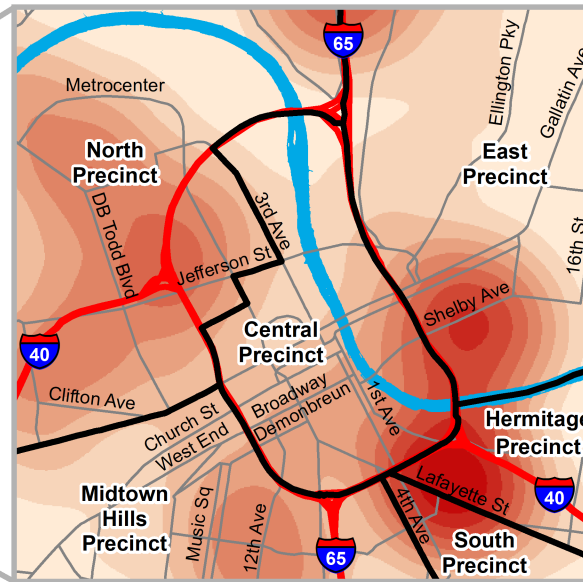 65
Ellington Pky
Gallatin Ave
Metrocenter
North
Precinct
East
Precinct
DB Todd Blvd
3rd Ave
16th St
Jefferson St
Shelby Ave
Central
Precinct
40
Clifton Ave
Broadway
Demonbreun
1st Ave
Church St
West End
Hermitage
Precinct
Lafayette St
40
Midtown
Hills
Precinct
Music Sq
12th Ave
4th Ave
65
South
Precinct